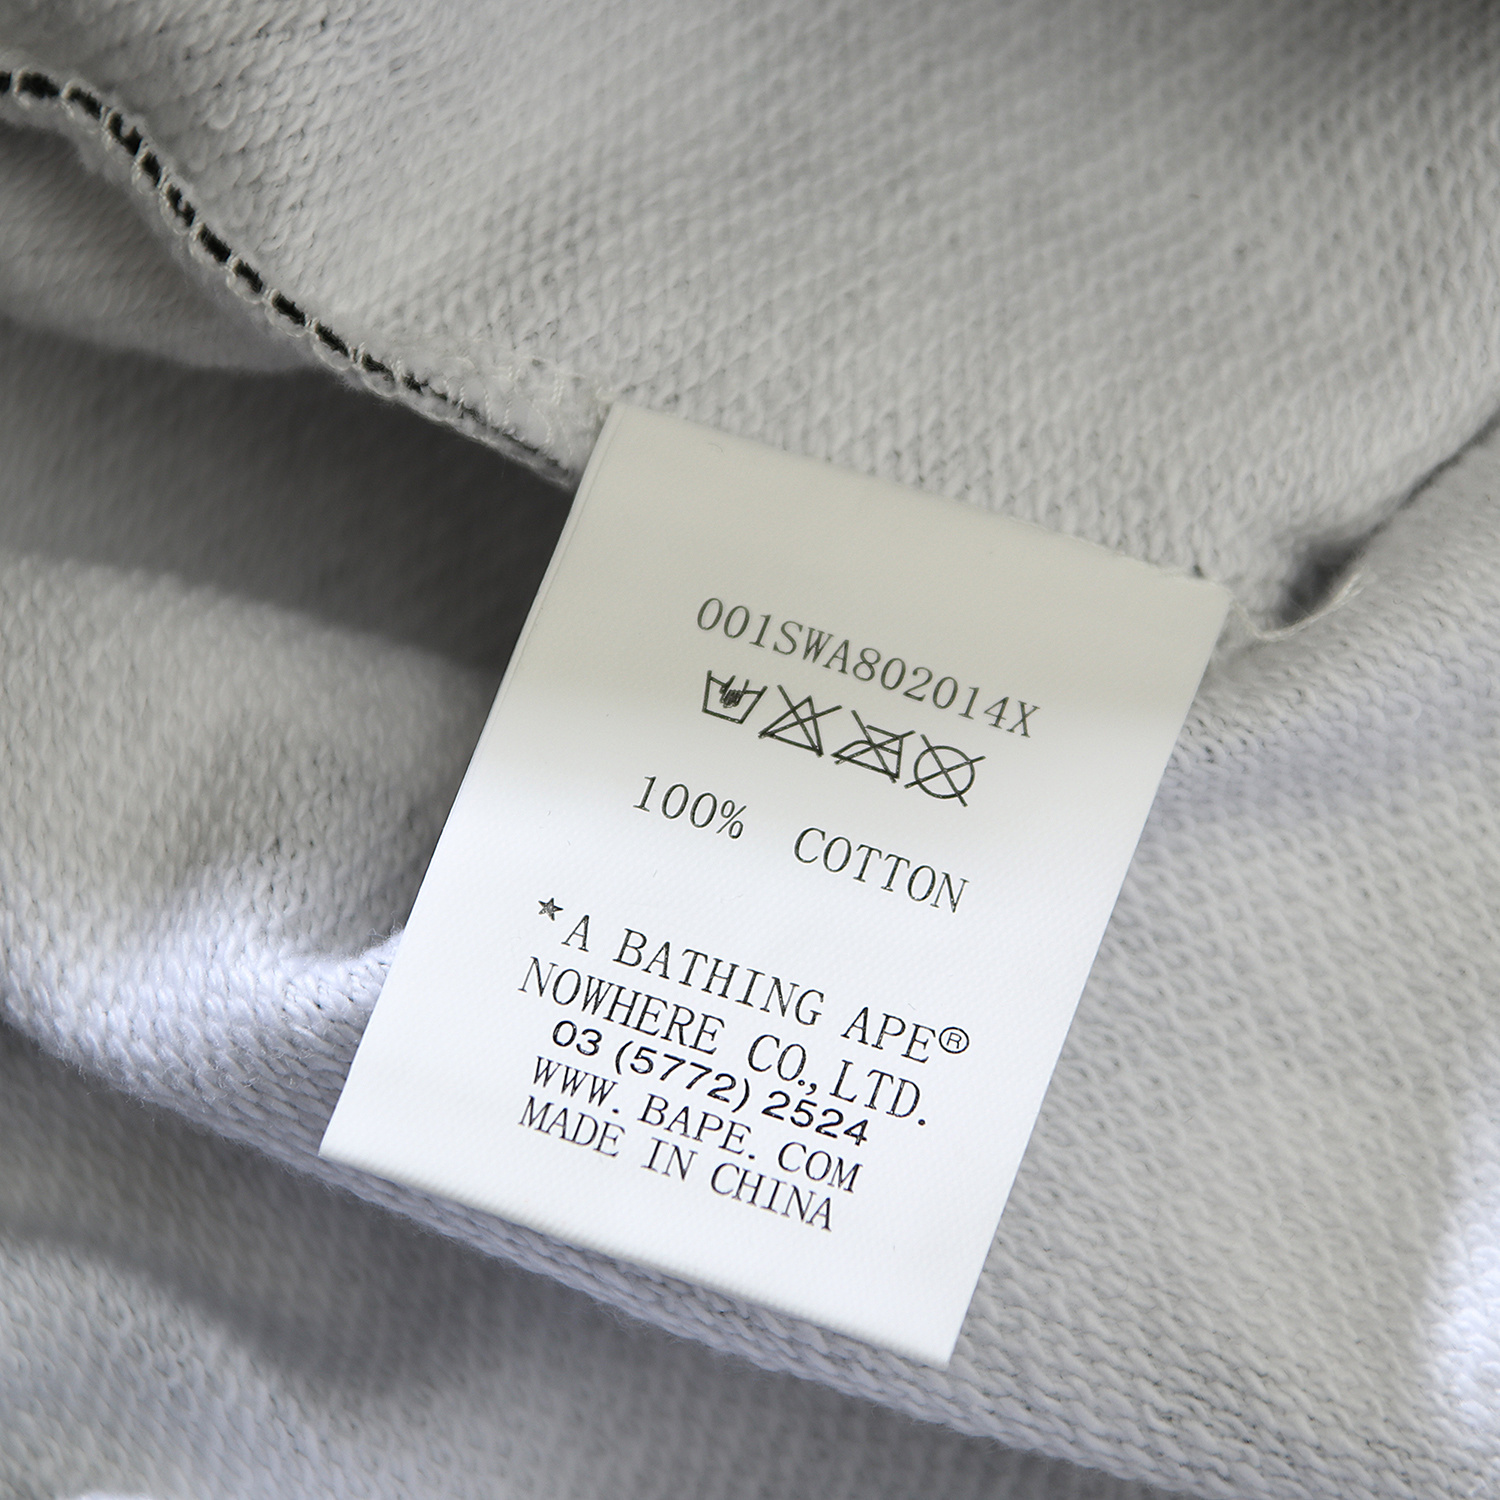 001SWA802014X
100% COTTON
★A BATHING APE®
NOWHERE CO., LTD.
03 (5772) 2524
WWW. BAPE. COM
MADE IN CHINA